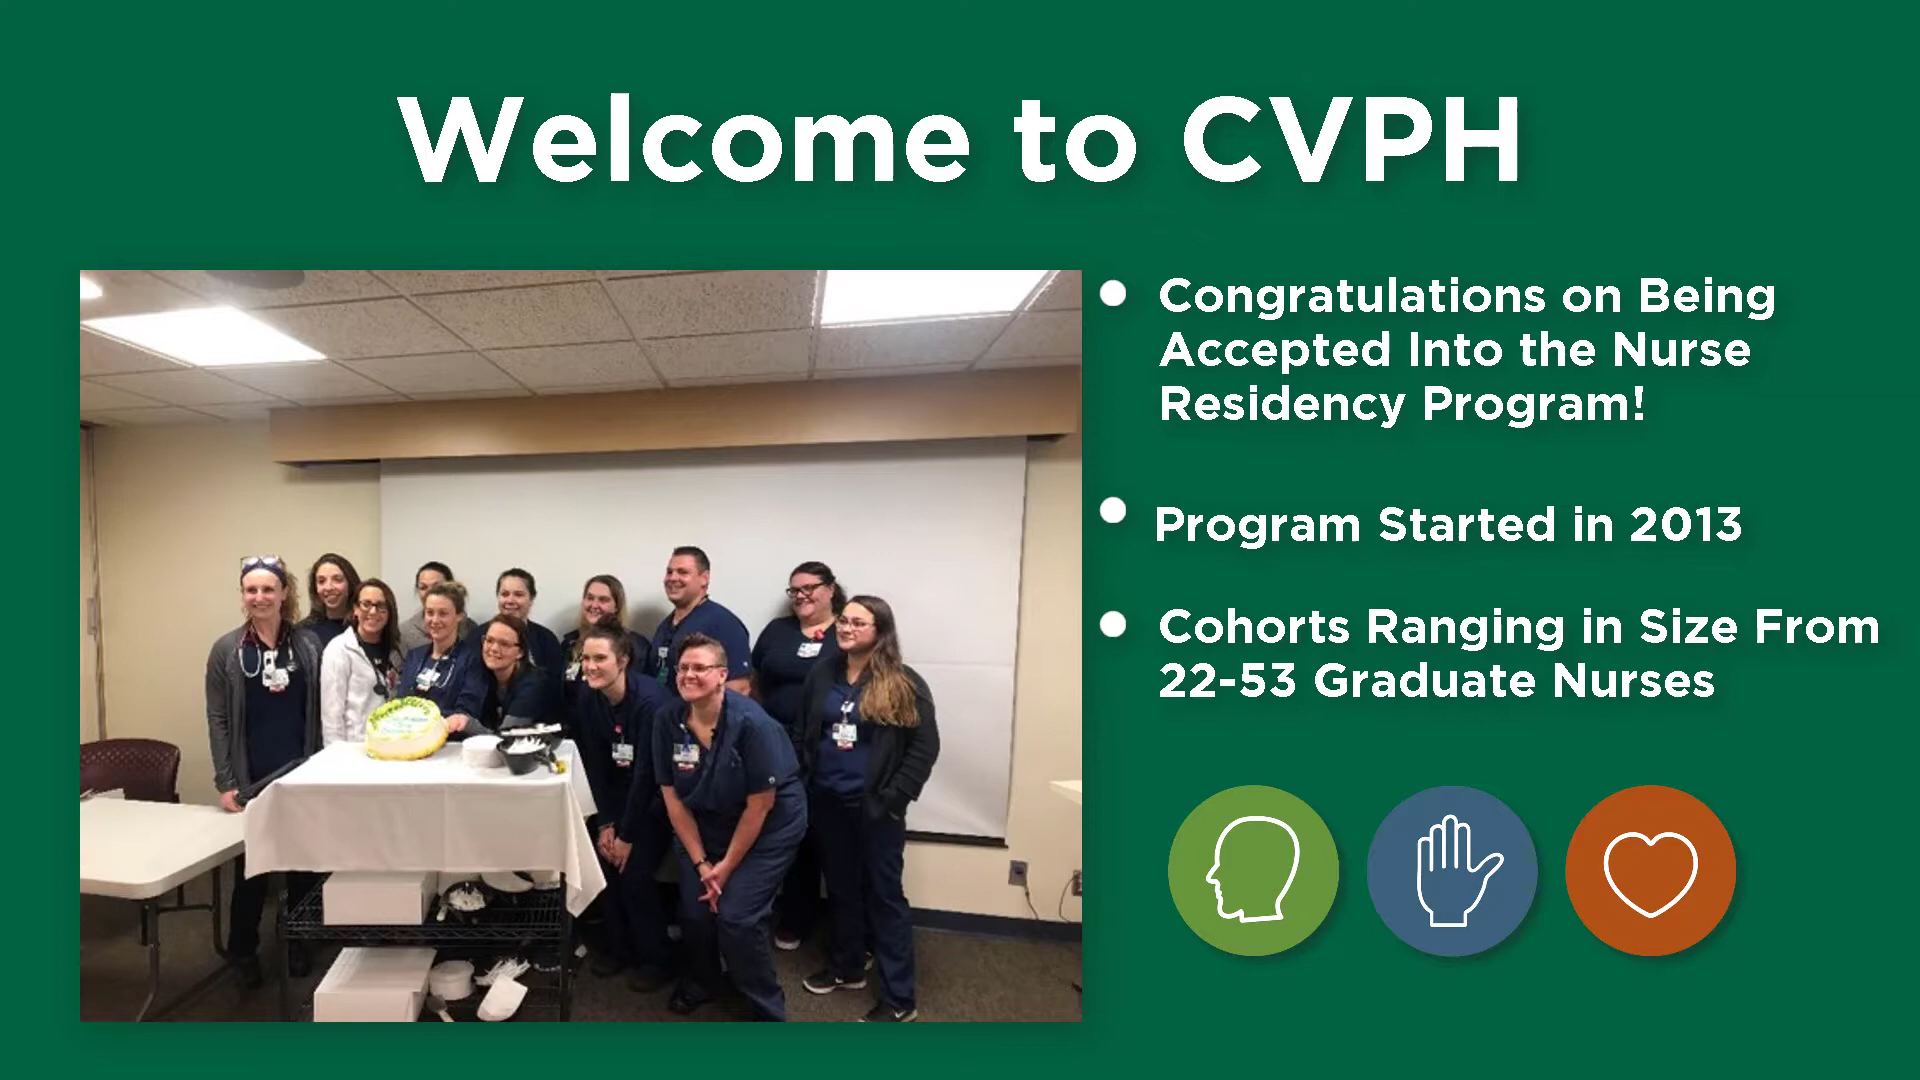 Welcome to CVPH
Congratulations on Being
Accepted Into the Nurse
Residency Program!
Program Started in 2013
Cohorts Ranging in Size From
22-53 Graduate Nurses